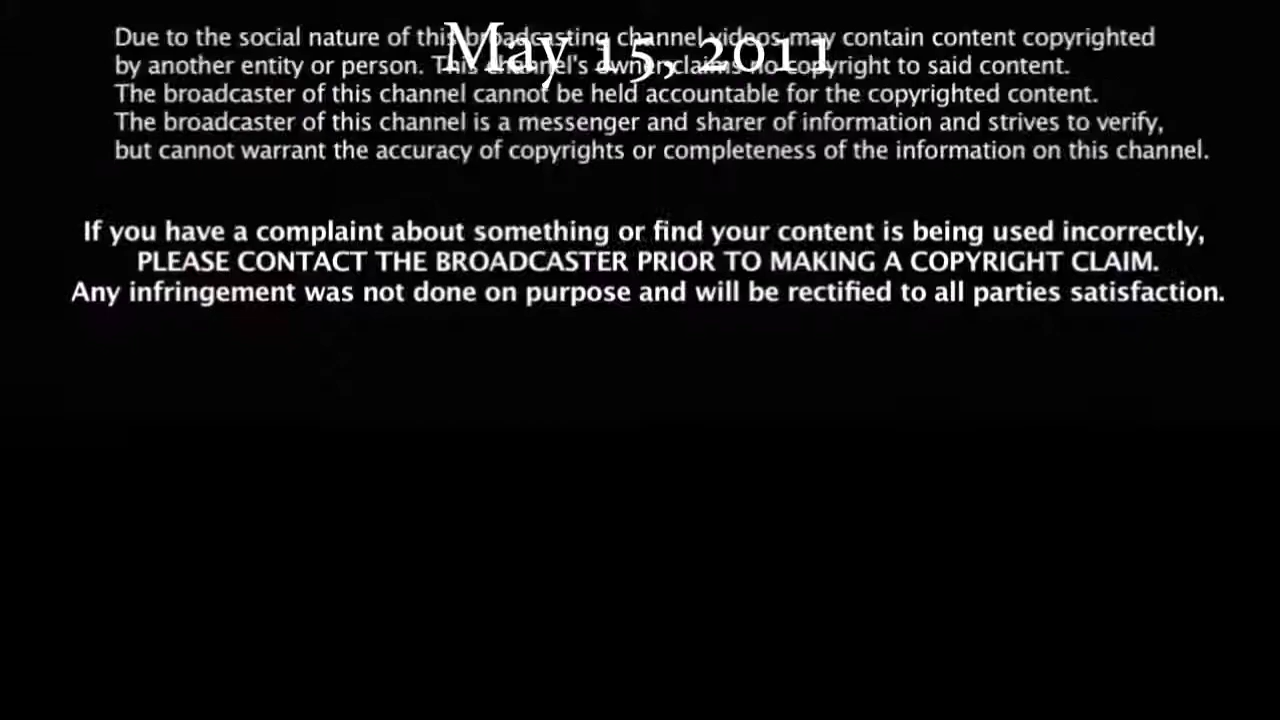 May 15, 2011
Due to the social nature of this broadcasting channel videos may contain content copyrighted
by another entity or person. This channel's owner claims no copyright to said content.
The broadcaster of this channel cannot be held accountable for the copyrighted content.
The broadcaster of this channel is a messenger and sharer of information and strives to verify,
but cannot warrant the accuracy of copyrights or completeness of the information on this channel.
If you have a complaint about something or find your content is being used incorrectly,
PLEASE CONTACT THE BROADCASTER PRIOR TO MAKING A COPYRIGHT CLAIM.
Any infringement was not done on purpose and will be rectified to all parties satisfaction.